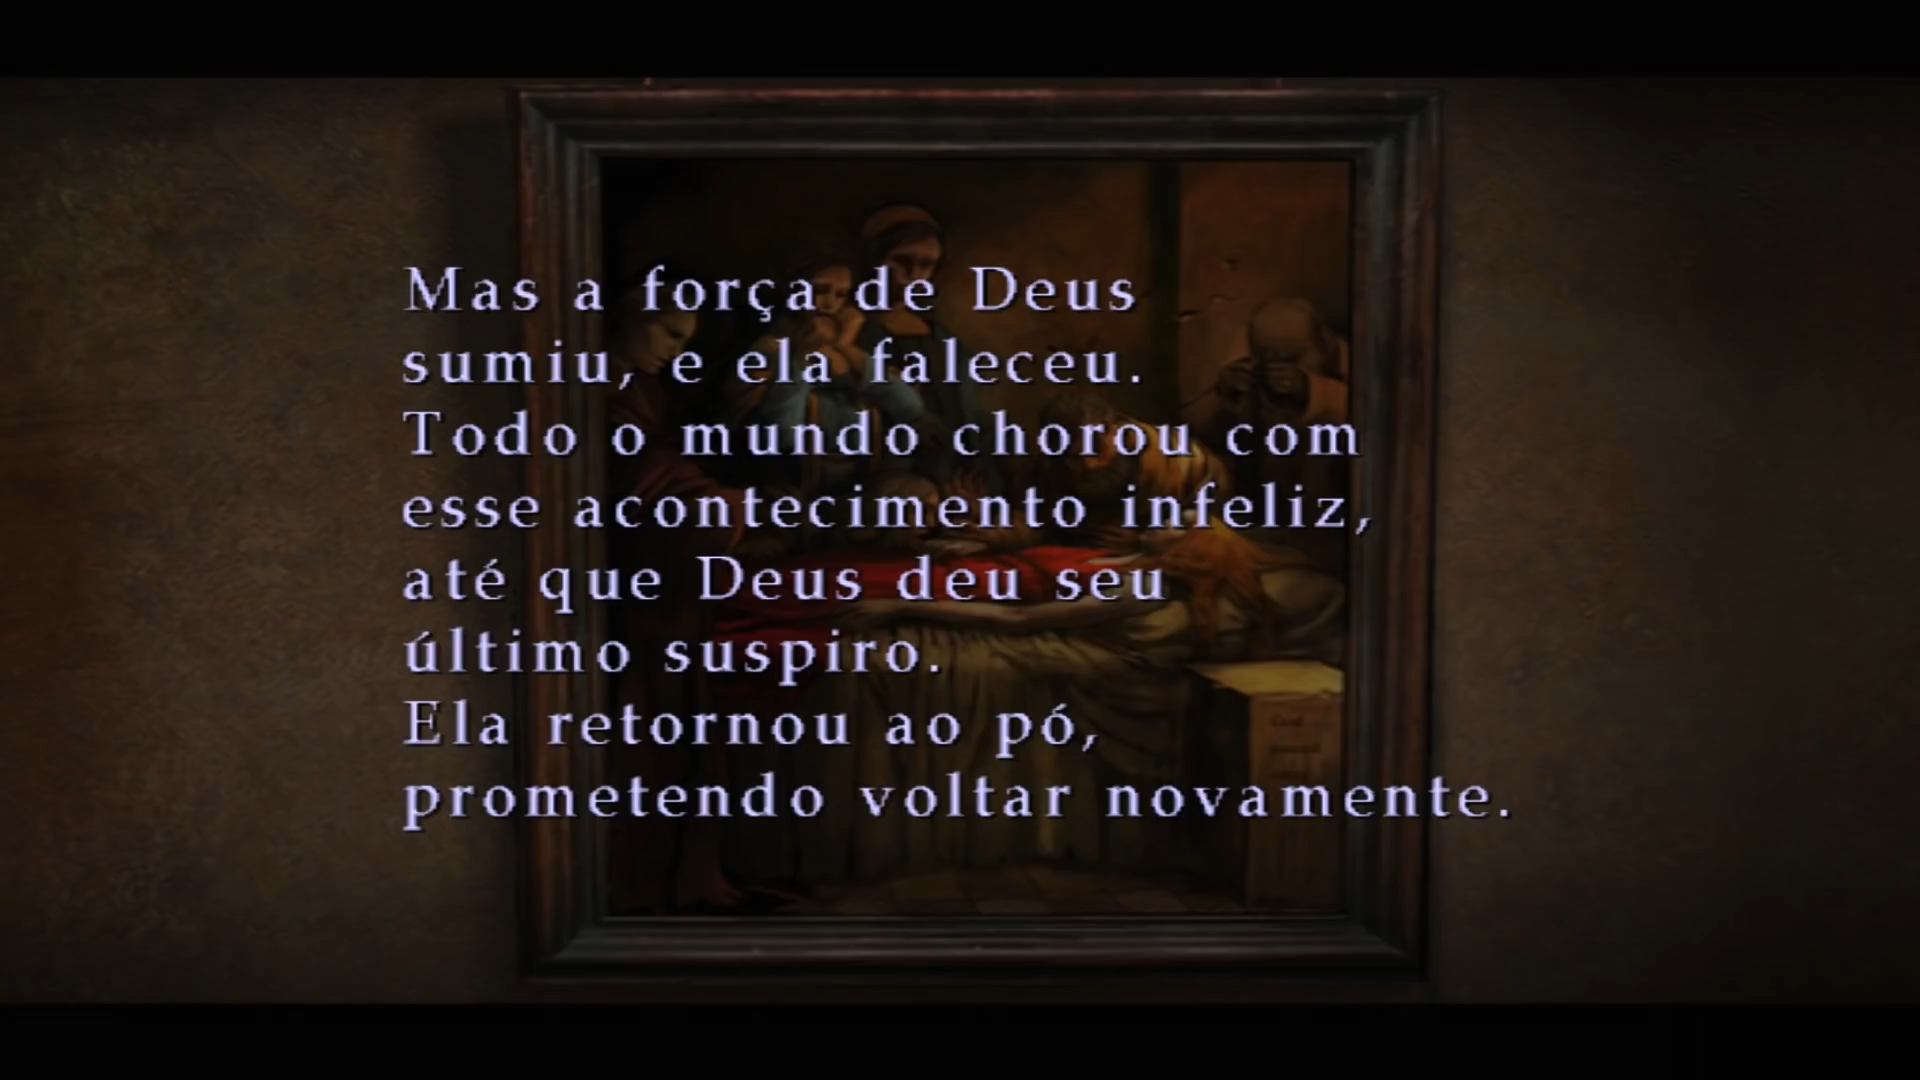 Mas a força de Deus
sumiu, e ela faleceu.
Todo o mundo chorou com
esse acontecimento infeliz,
até que Deus deu seu
último suspiro.
Ela retornou ao pó,
prometendo voltar novamente.